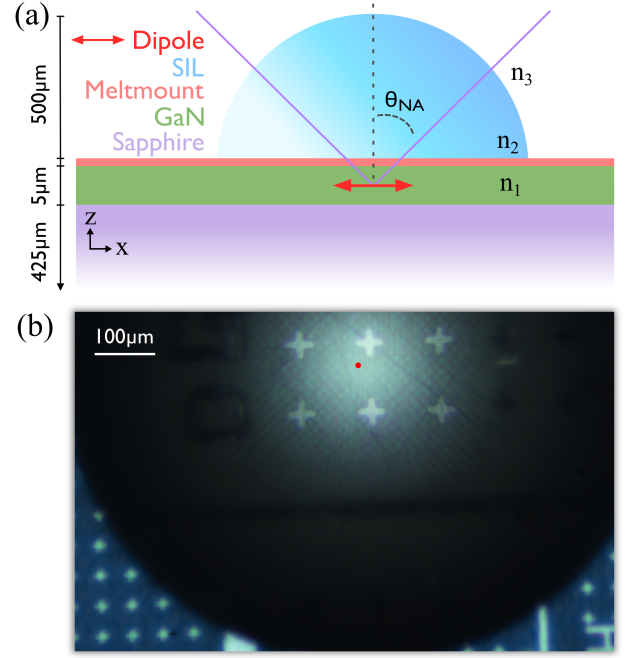 (a)
Dipole
SIL
Meltmount
GaN
Sapphire
500μm
5μm
425μm
θNA
n3
n2
n1
z
x
(b)
100μm
H